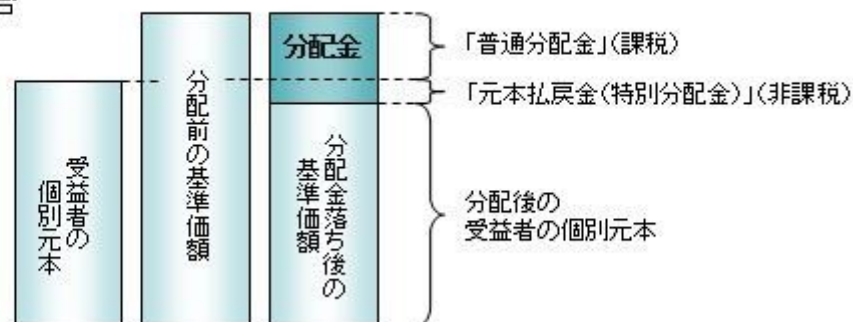 受益者の
個別元本
分配前の基準価額
分配金
分配金落ち後の
基準価額
「普通分配金」(課税)
「元本払戻金(特別分配金)」(非課税)
分配後の
受益者の個別元本